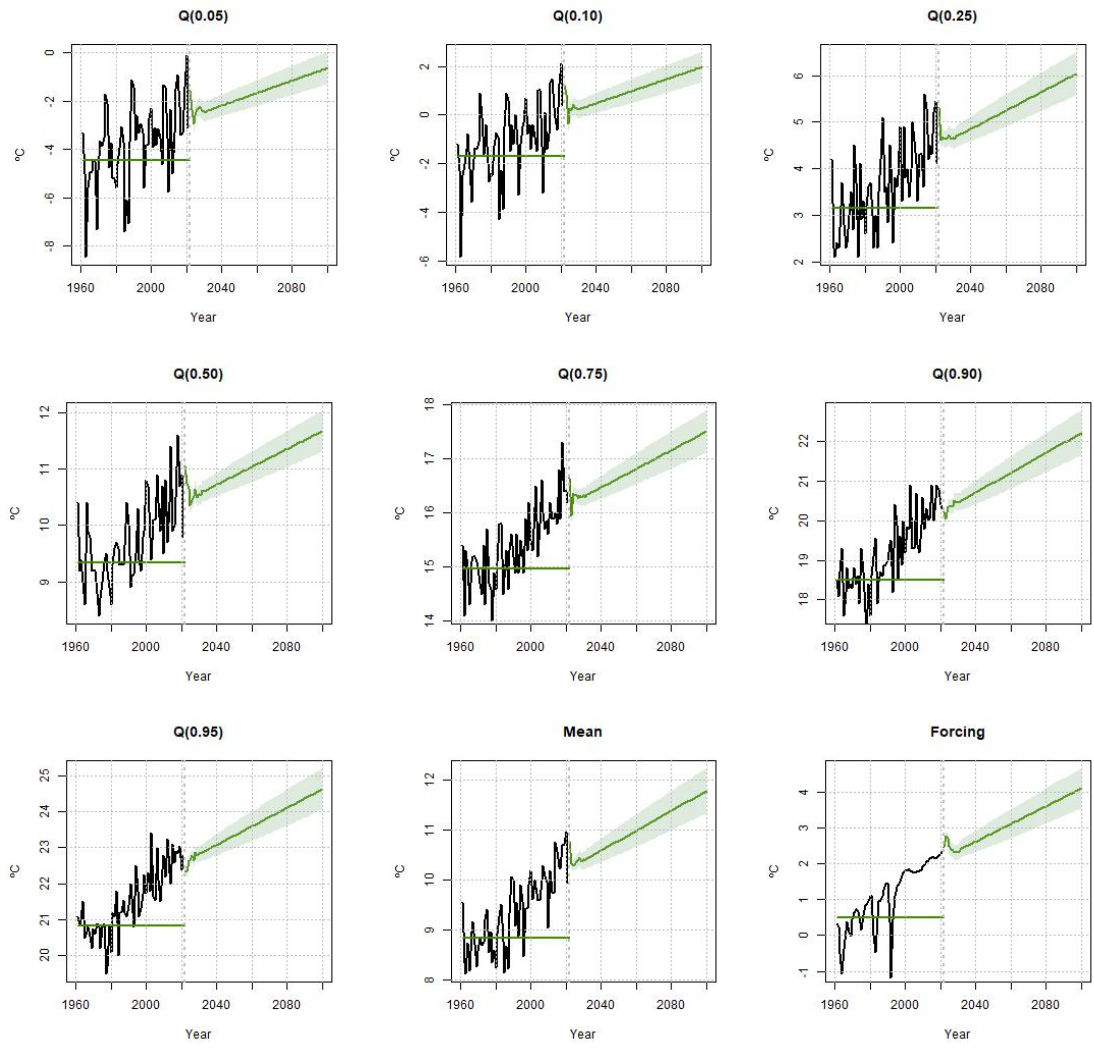 Q(0.05)
Q(0.10)
Q(0.25)
ºC
0
-2
-4
-6
-8
1960 2000 2040 2080
Year
ºC
2
0
-2
-4
-6
1960 2000 2040 2080
Year
ºC
6
5
4
3
2
1960 2000 2040 2080
Year
Q(0.50)
Q(0.75)
Q(0.90)
ºC
12
11
10
9
1960 2000 2040 2080
Year
ºC
18
17
16
15
14
1960 2000 2040 2080
Year
ºC
22
21
20
19
18
1960 2000 2040 2080
Year
Q(0.95)
Mean
Forcing
ºC
25
24
23
22
21
20
1960 2000 2040 2080
Year
ºC
12
11
10
9
8
1960 2000 2040 2080
Year
ºC
4
3
2
1
0
-1
1960 2000 2040 2080
Year